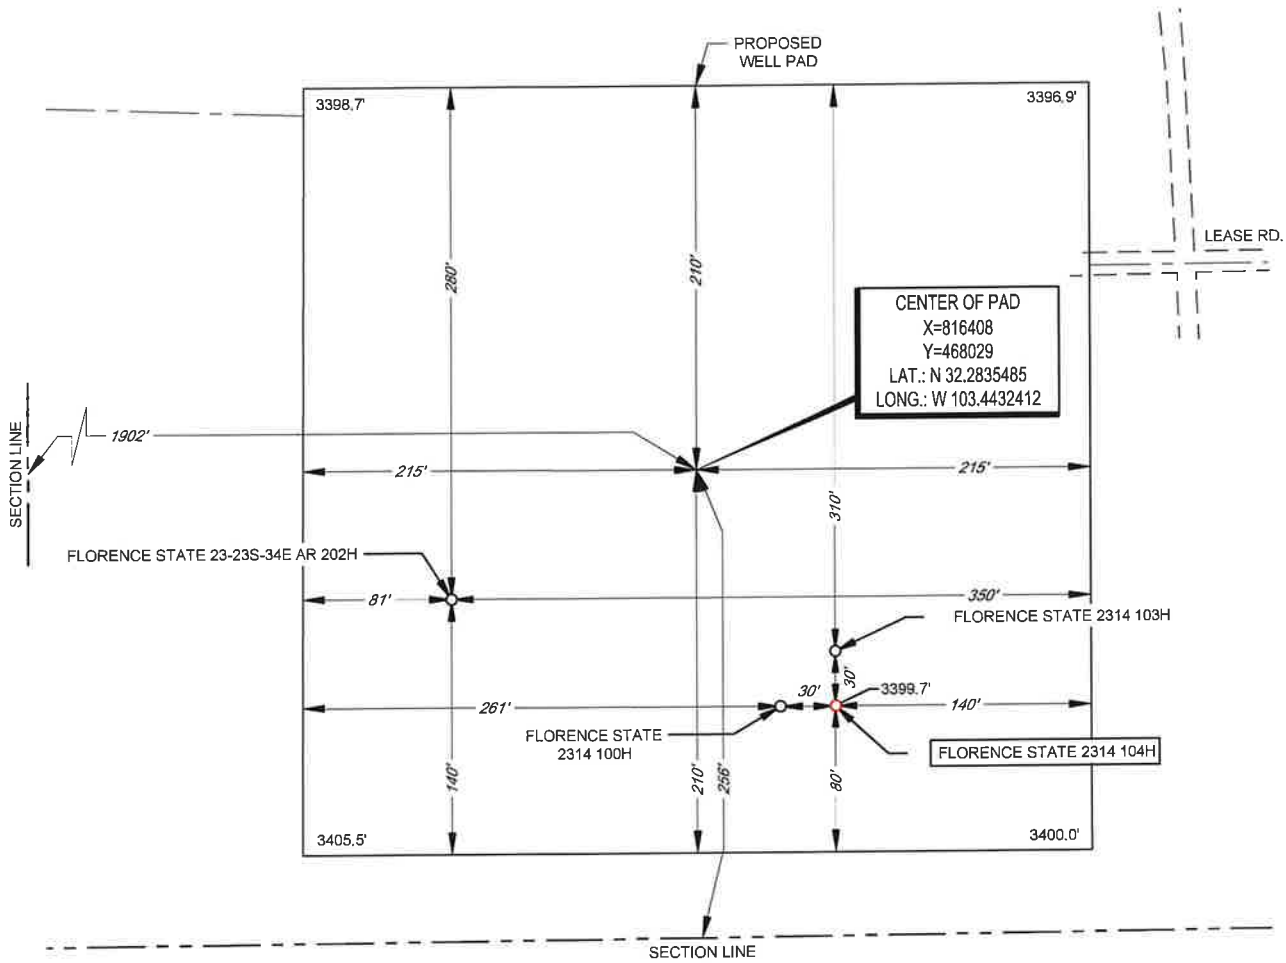 PROPOSED
WELL PAD
3398.7'
3396.9'
LEASE RD.
280'
210'
CENTER OF PAD
X=816408
Y=468029
LAT.: N 32.2835485
LONG.: W 103.4432412
SECTION LINE
1902'
215'
215'
310'
FLORENCE STATE 23-23S-34E AR 202H
81'
350'
FLORENCE STATE 2314 103H
30'
30'
3399.7'
261'
140'
FLORENCE STATE
2314 100H
FLORENCE STATE 2314 104H
140'
210'
256'
80'
3405.5'
3400.0'
SECTION LINE